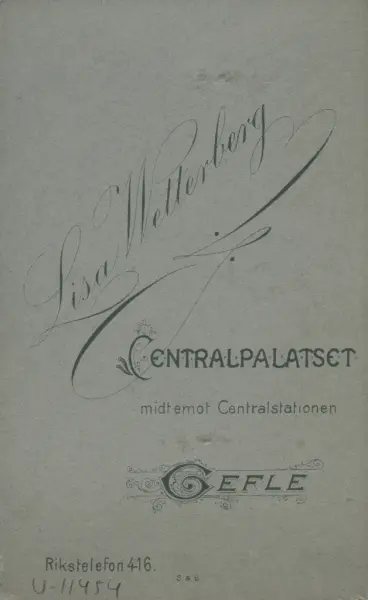 Lisa Wetterberg
CENTRALPALATSET
midtemot Centralstationen
GEFLE
Rikstelefon 416.
U-11454